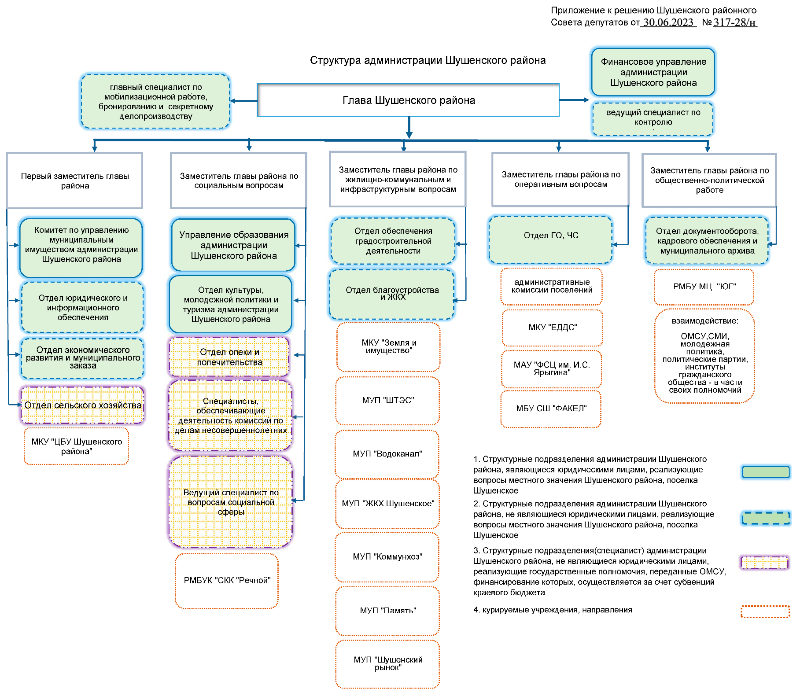 Приложение к решению Шушенского районного
Совета депутатов от 30.06.2023 № 317-28/н
Структура администрации Шушенского района
главный специалист по
мобилизационной работе,
бронированию и секретному
делопроизводству
Глава Шушенского района
Финансовое управление
администрации
Шушенского района
ведущий специалист по
контролю
Первый заместитель главы
района
Заместитель главы района по
социальным вопросам
Заместитель главы района по
жилищно-коммунальным и
инфраструктурным вопросам
Заместитель главы района по
оперативным вопросам
Заместитель главы района по
общественно-политической
работе
Комитет по управлению
муниципальным
имуществом администрации
Шушенского района
Отдел юридического и
информационного
обеспечения
Отдел экономического
развития и муниципального
заказа
Отдел сельского хозяйства
МКУ "ЦБУ Шушенского
района"
Управление образования
администрации
Шушенского района
Отдел культуры,
молодежной политики и
туризма администрации
Шушенского района
Отдел опеки и
попечительства
Специалисты,
обеспечивающие
деятельность комиссии по
делам несовершеннолетних
Ведущий специалист по
вопросам социальной
сферы
РМБУК "СКК "Речной"
Отдел обеспечения
градостроительной
деятельности
Отдел благоустройства
и ЖКХ
МКУ "Земля и
имущество"
МУП "ШТЭС"
МУП "Водоканал"
МУП "ЖКХ Шушенское"
МУП "Коммунхоз"
МУП "Память"
МУП "Шушенский
рынок"
Отдел ГО, ЧС
административные
комиссии поселений
МКУ "ЕДДС"
МАУ "ФСЦ им. И.С.
Ярыгина"
МБУ СШ "ФАКЕЛ"
Отдел документооборота,
кадрового обеспечения и
муниципального архива
РМБУ МЦ "ЮГ"
взаимодействие:
ОМСУ,СМИ,
молодежная
политика,
политические партии,
институты
гражданского
общества - в части
своих полномочий
1. Структурные подразделения администрации Шушенского
района, являющиеся юридическими лицами, реализующие
вопросы местного значения Шушенского района, поселка
Шушенское
2. Структурные подразделения администрации Шушенского
района, не являющиеся юридическими лицами, реализующие
вопросы местного значения Шушенского района, поселка
Шушенское
3. Структурные подразделения(специалист) администрации
Шушенского района, не являющиеся юридическими лицами,
реализующие государственные полномочия, переданные ОМСУ,
финансирование которых, осуществляется за счет субвенций
краевого бюджета
4. курируемые учреждения, направления